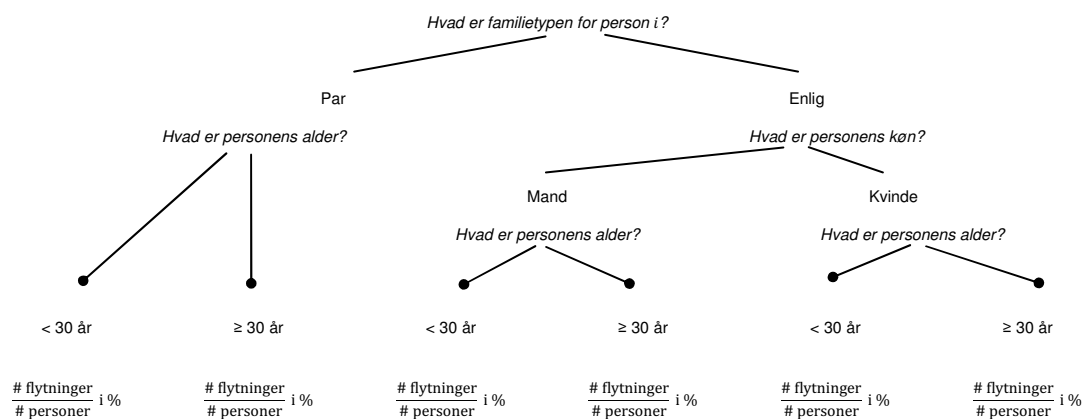 Hvad er familietypen for person i?
Par Enlig
Hvad er personens alder? Hvad er personens køn?
Mand Kvinde
Hvad er personens alder? Hvad er personens alder?
< 30 år ≥ 30 år < 30 år ≥ 30 år < 30 år ≥ 30 år
# flytninger # flytninger # flytninger # flytninger # flytninger # flytninger
i % i % i % i % i % i %
# personer # personer # personer # personer # personer # personer